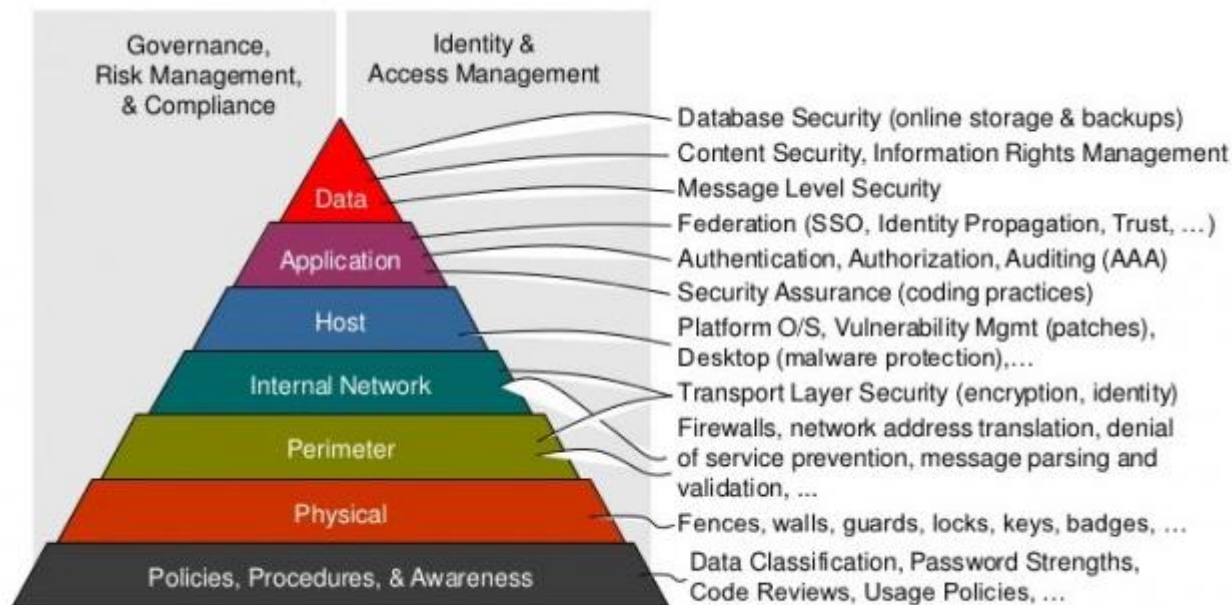 Governance,
Risk Management,
& Compliance
Identity &
Access Management
Data
Application
Host
Internal Network
Perimeter
Physical
Policies, Procedures, & Awareness
Database Security (online storage & backups)
Content Security, Information Rights Management
Message Level Security
Federation (SSO, Identity Propagation, Trust, …)
Authentication, Authorization, Auditing (AAA)
Security Assurance (coding practices)
Platform O/S, Vulnerability Mgmt (patches),
Desktop (malware protection),…
Transport Layer Security (encryption, identity)
Firewalls, network address translation, denial
of service prevention, message parsing and
validation, ...
Fences, walls, guards, locks, keys, badges, …
Data Classification, Password Strengths,
Code Reviews, Usage Policies, …